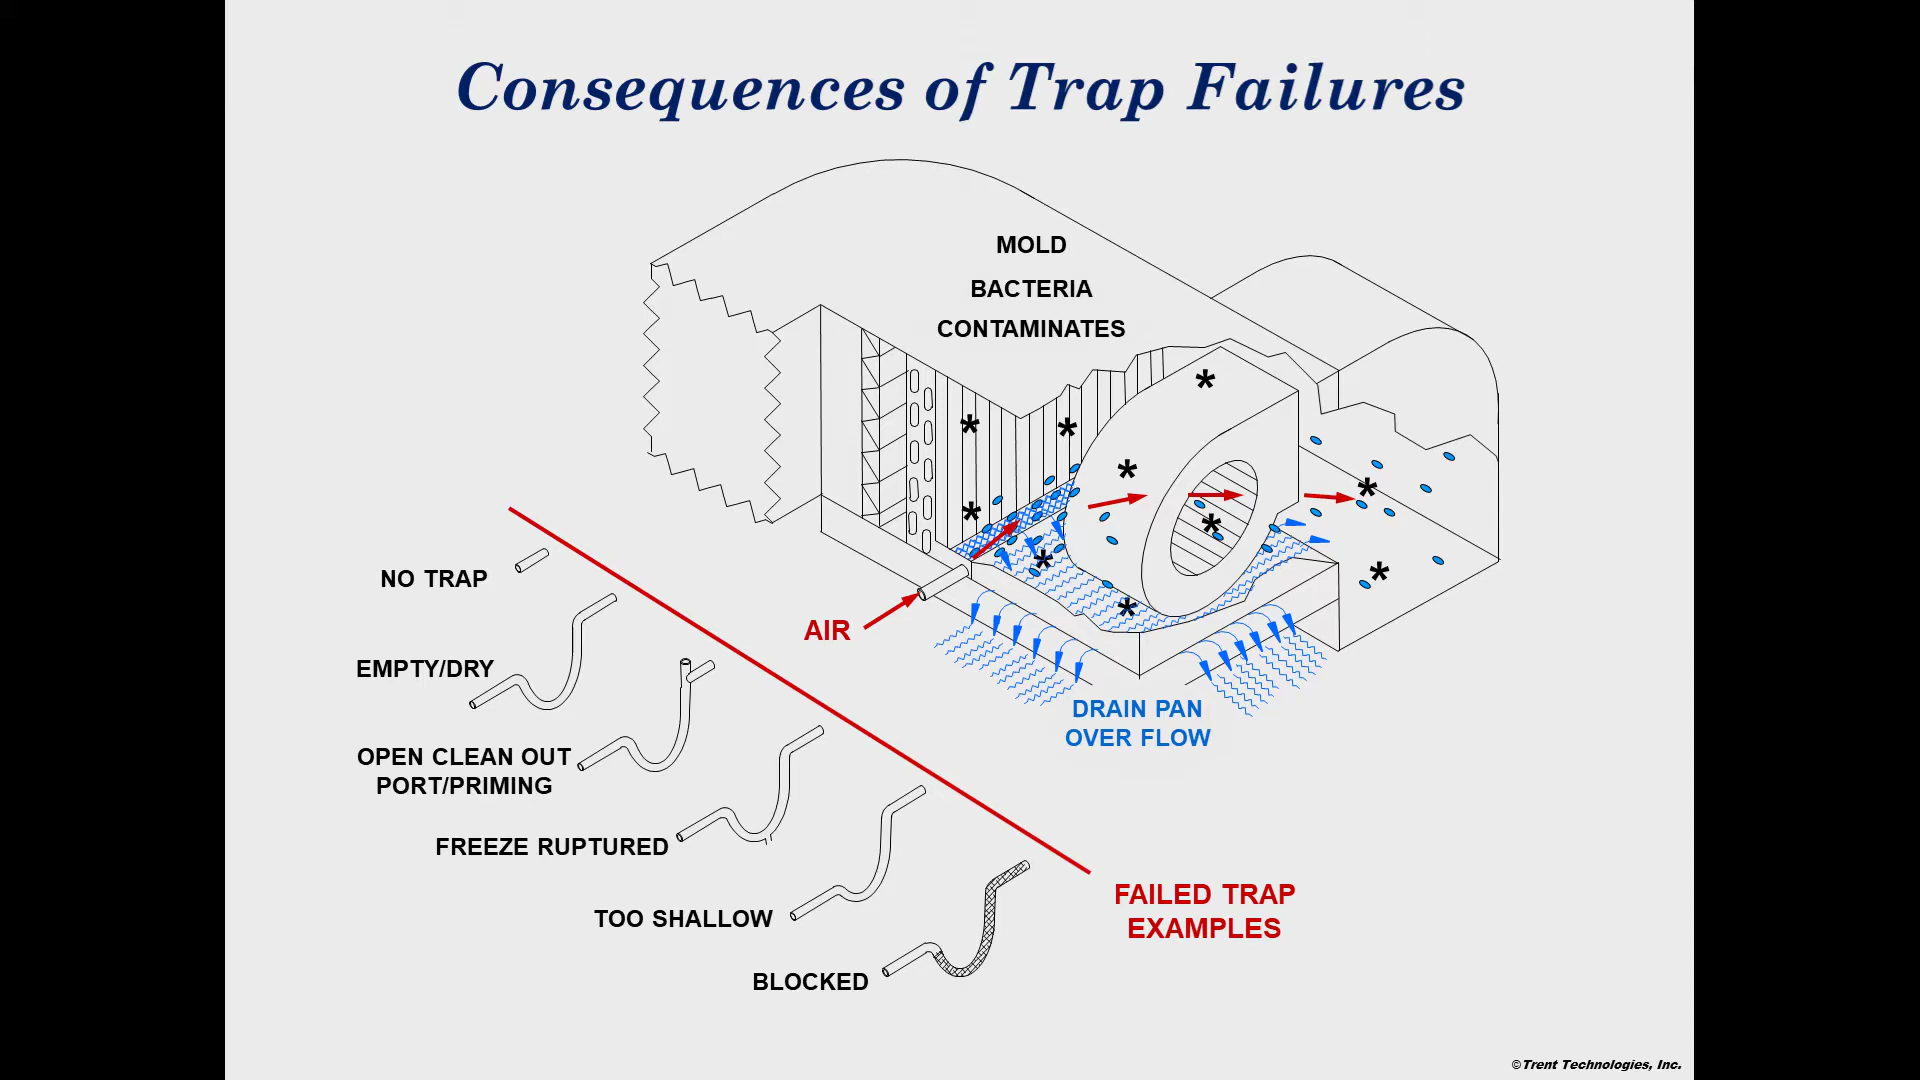 Consequences of Trap Failures
MOLD
BACTERIA
CONTAMINATES
*
*
*
*
*
*
*
*
*
*
NO TRAP
AIR
EMPTY/DRY
DRAIN PAN
OVER FLOW
OPEN CLEAN OUT
PORT/PRIMING
FREEZE RUPTURED
FAILED TRAP
EXAMPLES
TOO SHALLOW
BLOCKED
©Trent Technologies, Inc.